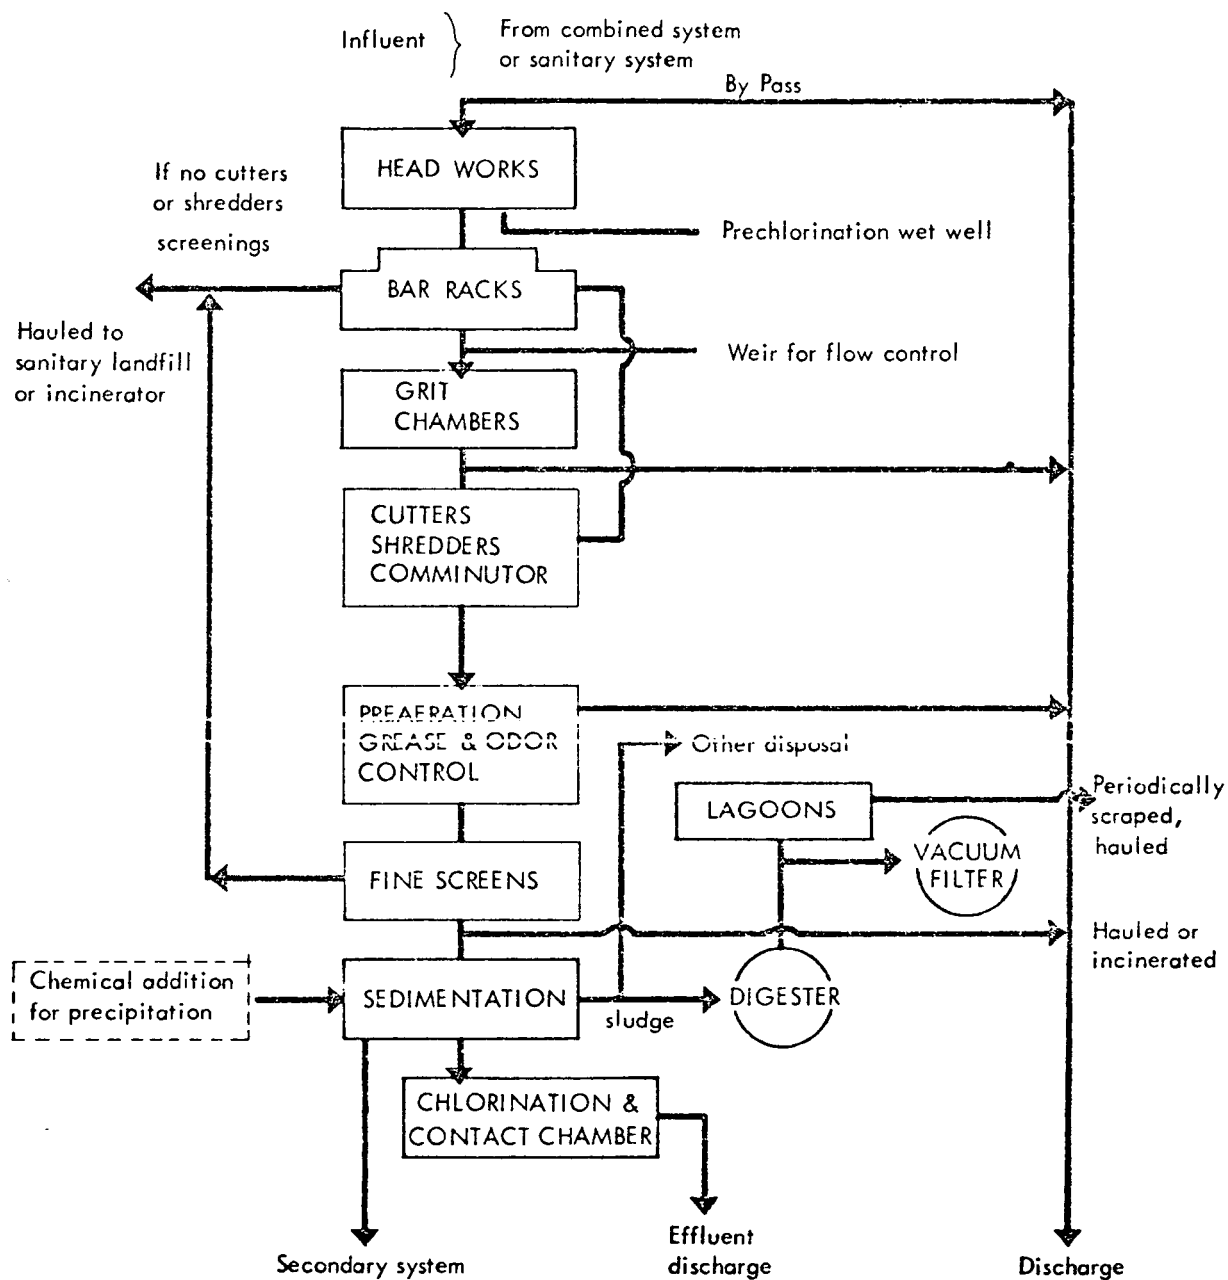 Influent
From combined system
or sanitary system
By Pass
HEAD WORKS
If no cutters
or shredders
screenings
Prechlorination wet well
BAR RACKS
Hauled to
sanitary landfill
or incinerator
Weir for flow control
GRIT
CHAMBERS
CUTTERS
SHREDDERS
COMMINUTOR
PREAERATION
GREASE & ODOR
CONTROL
Other disposal
LAGOONS
Periodically
scraped,
hauled
VACUUM
FILTER
FINE SCREENS
Hauled or
incinerated
Chemical addition
for precipitation
SEDIMENTATION
sludge
DIGESTER
CHLORINATION &
CONTACT CHAMBER
Secondary system
Effluent
discharge
Discharge